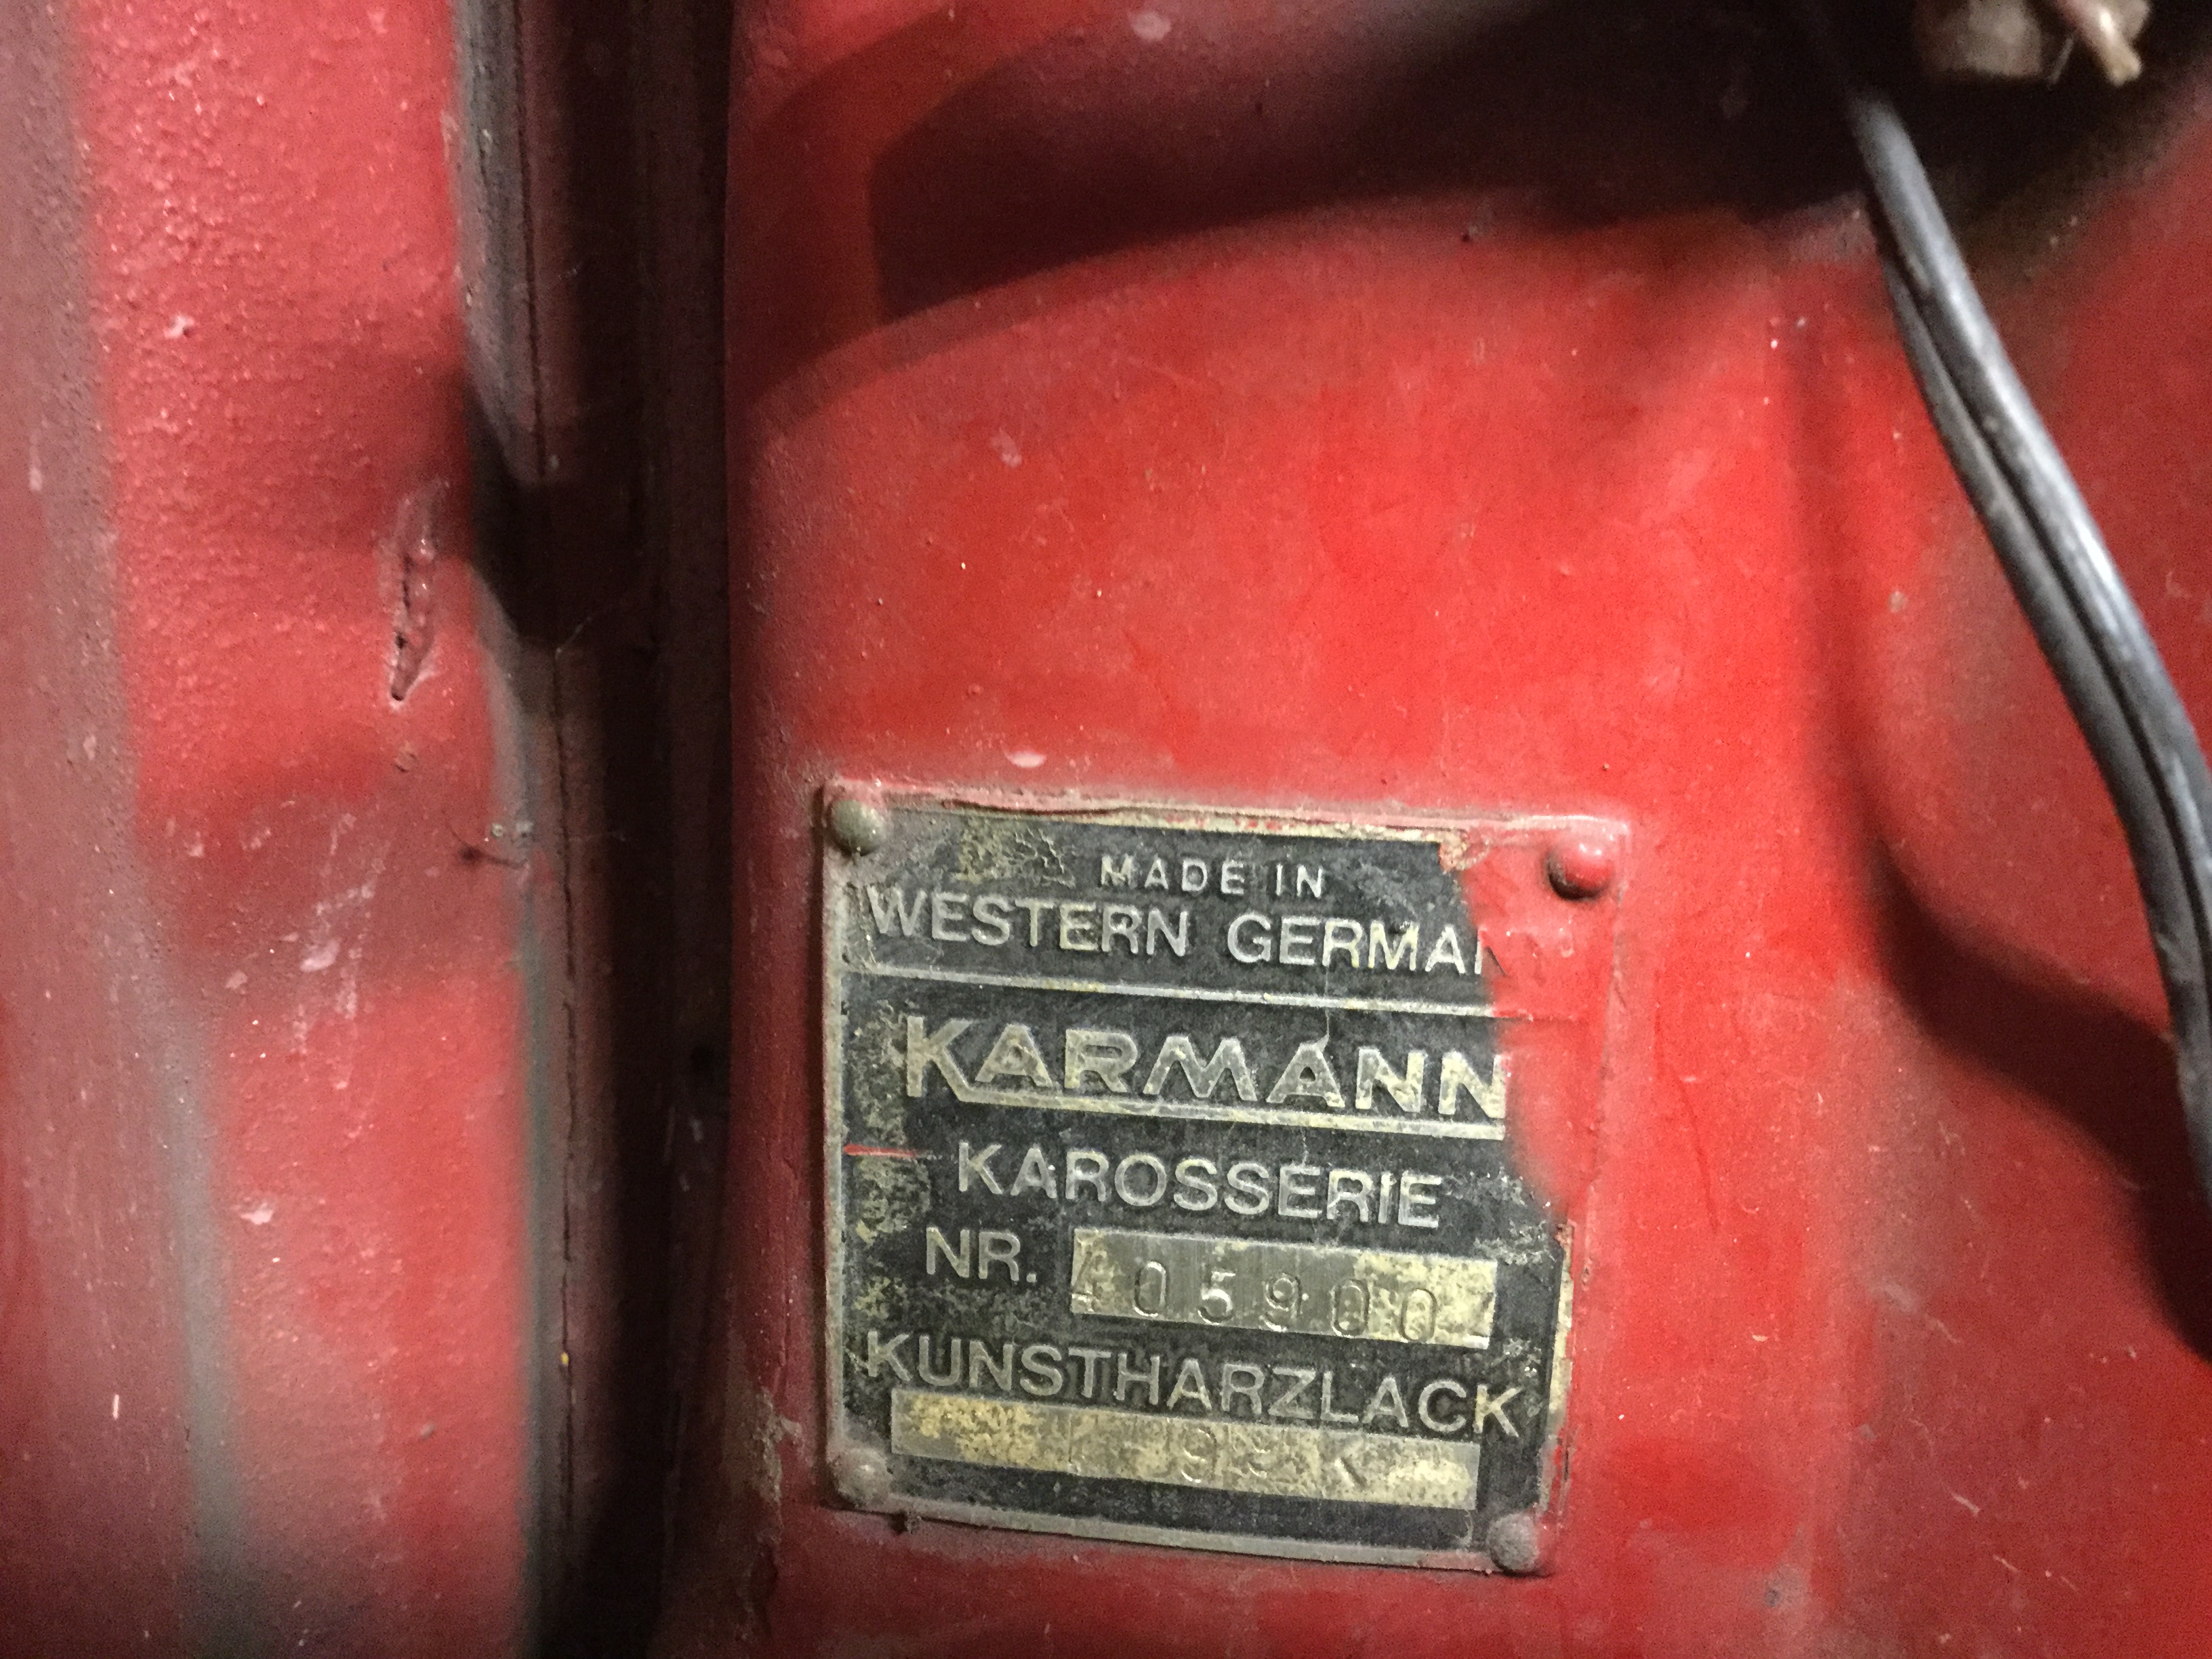 MADE IN
WESTERN GERMAN
KARMANN
KAROSSERIE
NR. 405900
KUNSTHARZLACK